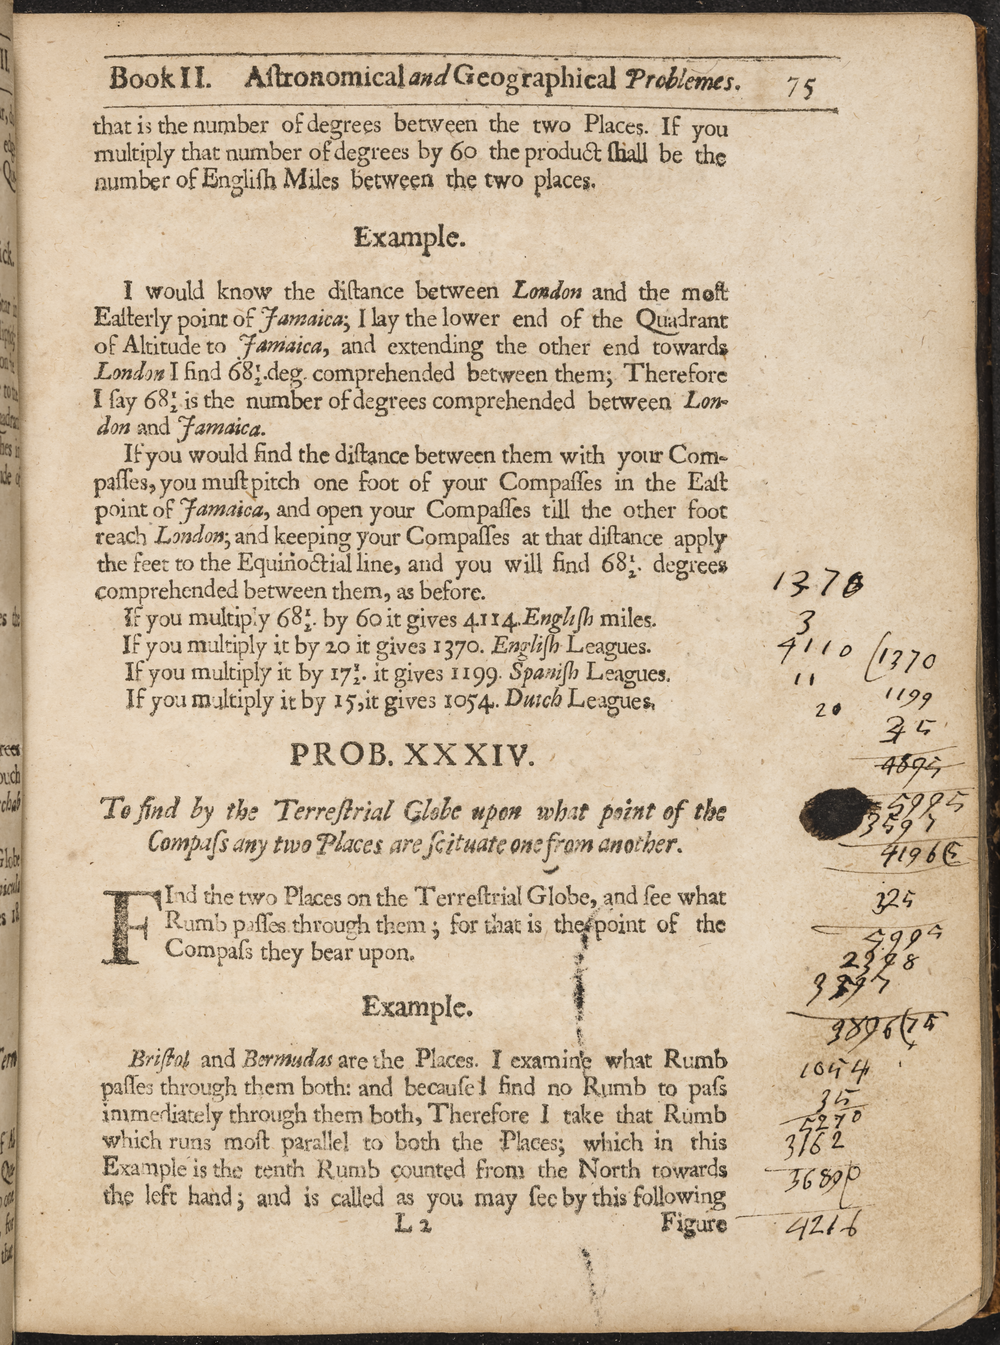 Book II. Aſtronomical and Geographical Problemes. 75
that is the number of degrees between the two Places. If you
multiply that number of degrees by 60 the product ſhall be the
number of Engliſh Miles between the two places.
Example.
I would know the diſtance between London and the moſt
Eaſterly point of Jamaica; I lay the lower end of the Quadrant
of Altitude to Jamaica, and extending the other end towards
London I find 68½.deg. comprehended between them; Therefore
I ſay 68½ is the number of degrees comprehended between Lon-
don and Jamaica.
If you would find the diſtance between them with your Com-
paſſes, you muſt pitch one foot of your Compaſſes in the Eaſt
point of Jamaica, and open your Compaſſes till the other foot
reach London; and keeping your Compaſſes at that diſtance apply
the feet to the Equinoctial line, and you will find 68½. degrees
comprehended between them, as before.
If you multiply 68½. by 60 it gives 4114. Engliſh miles.
If you multiply it by 20 it gives 1370. Engliſh Leagues.
If you multiply it by 17½. it gives 1199. Spaniſh Leagues.
If you multiply it by 15, it gives 1054. Dutch Leagues,
PROB. XXXIV.
To find by the Terreſtrial Globe upon what point of the
Compaſs any two Places are ſcituate one from another.
FInd the two Places on the Terreſtrial Globe, and ſee what
Rumb paſſes through them; for that is the point of the
Compaſs they bear upon.
Example.
Briſtol and Bermudas are the Places. I examine what Rumb
paſſes through them both: and becauſe I find no Rumb to paſs
immediately through them both, Therefore I take that Rumb
which runs moſt parallel to both the Places; which in this
Example is the tenth Rumb counted from the North towards
the left hand; and is called as you may ſee by this following
L 2 Figure
1370
3
4110 (1370
11
20
1199
35
5995
3597
125
5995
2398
1054
35
5270
3162
4216